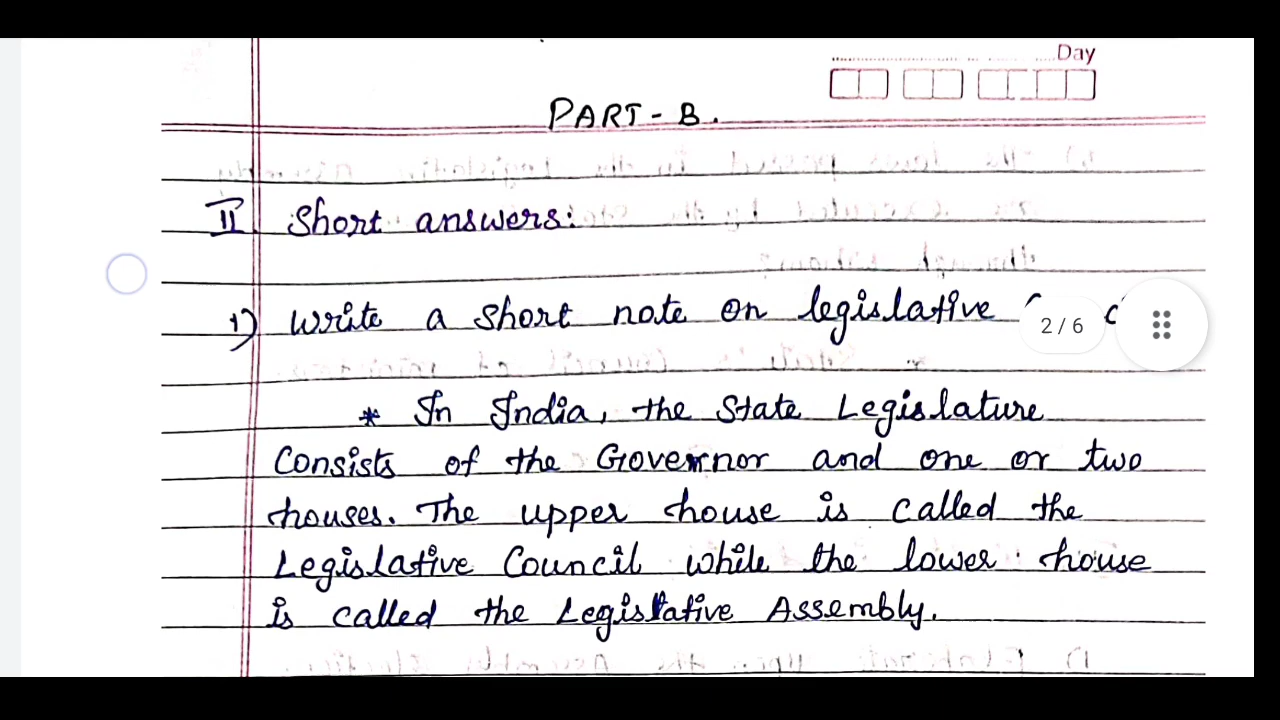 Day
PART - B.
II Short answers:
1) Write a short note on legislative
2 / 6
* In India, the State Legislature
consists of the Governor and one or two
houses. The upper house is called the
Legislative Council while the lower house
is called the Legislative Assembly.